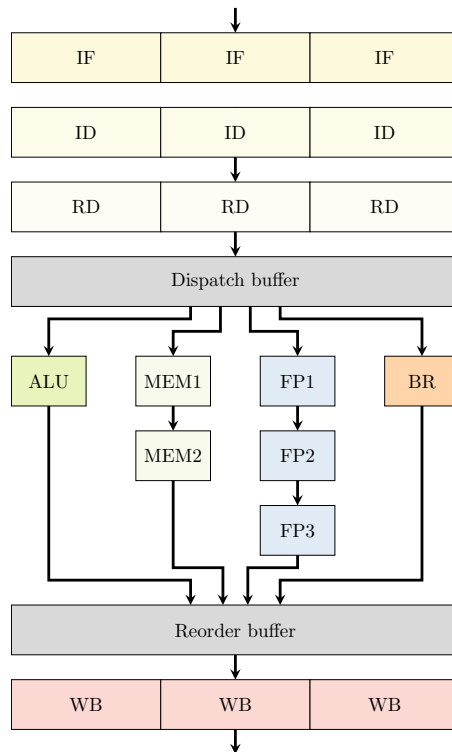 IF IF IF
ID ID ID
RD RD RD
Dispatch buffer
ALU MEM1 FP1 BR
MEM2 FP2
FP3
Reorder buffer
WB WB WB